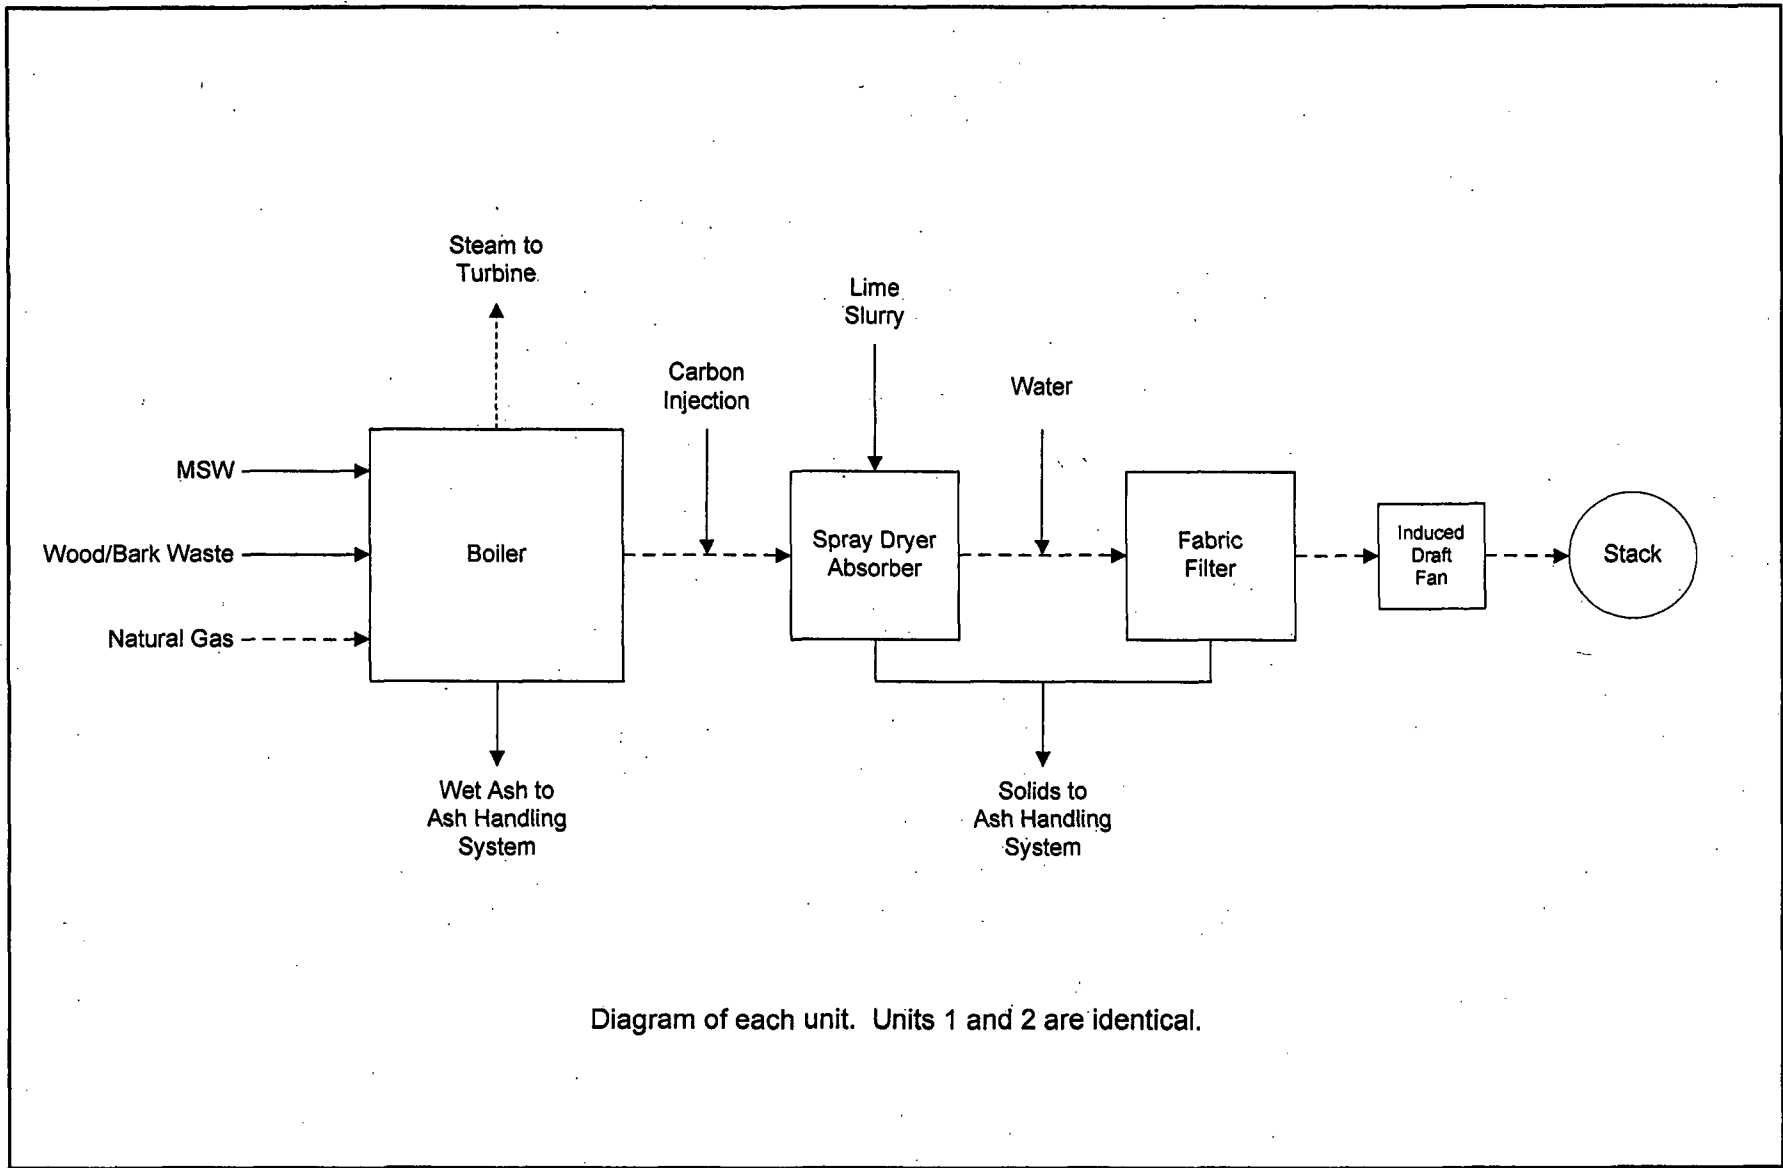 Steam to
Turbine
Lime
Slurry
Carbon
Injection
Water
MSW
Wood/Bark Waste
Natural Gas
Boiler
Spray Dryer
Absorber
Fabric
Filter
Induced
Draft
Fan
Stack
Wet Ash to
Ash Handling
System
Solids to
Ash Handling
System
Diagram of each unit. Units 1 and 2 are identical.